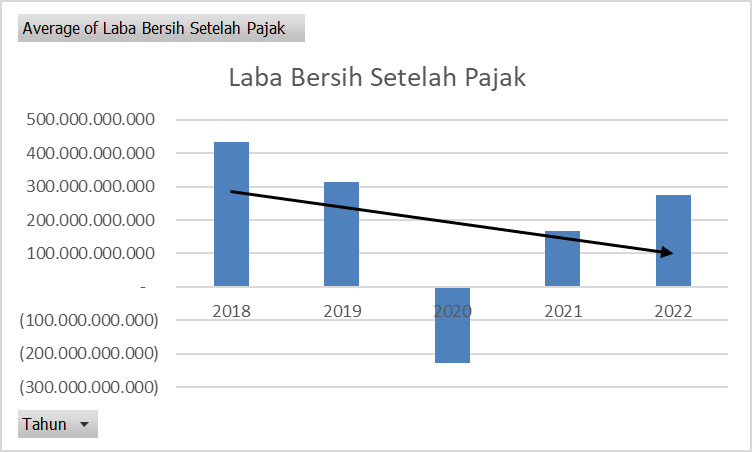 Average of Laba Bersih Setelah Pajak
Laba Bersih Setelah Pajak
500.000.000.000
400.000.000.000
300.000.000.000
200.000.000.000
100.000.000.000
-
2018 2019 2020 2021 2022
(100.000.000.000)
(200.000.000.000)
(300.000.000.000)
Tahun